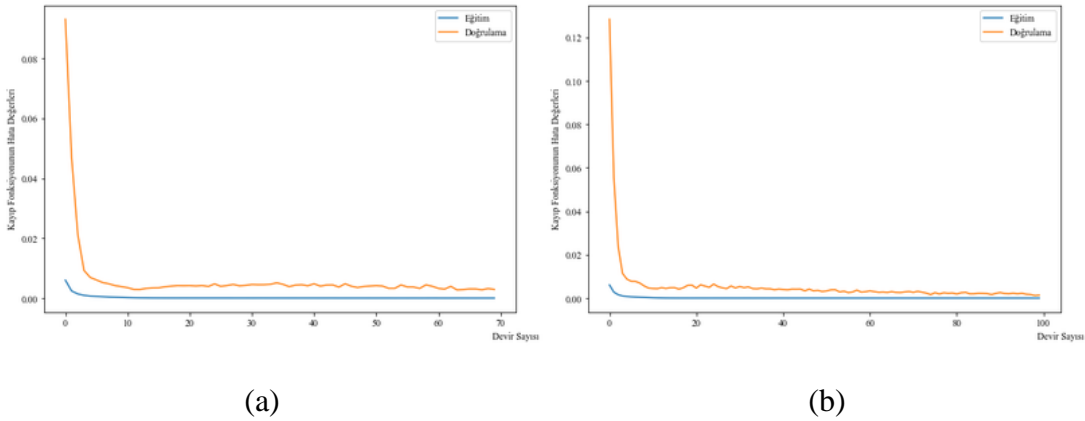 Eğitim
Doğrulama
Kayıp Fonksiyonunun Hata Değerleri
0.08
0.06
0.04
0.02
0.00
0 10 20 30 40 50 60 70
Devir Sayısı
(a)
Eğitim
Doğrulama
Kayıp Fonksiyonunun Hata Değerleri
0.12
0.10
0.08
0.06
0.04
0.02
0.00
0 20 40 60 80 100
Devir Sayısı
(b)